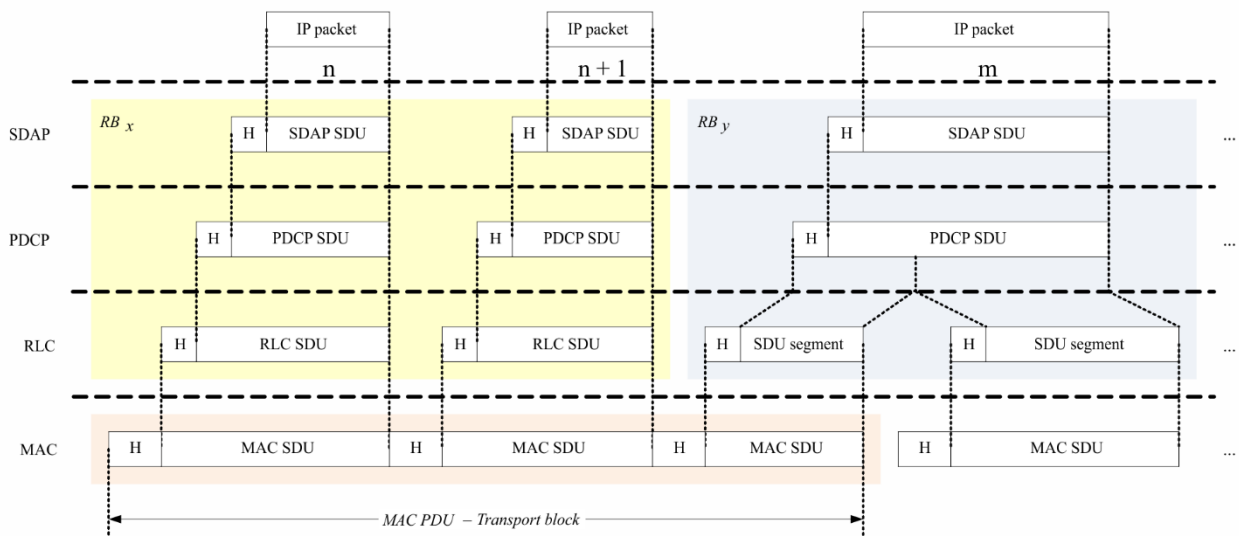 IP packet IP packet IP packet
n n + 1 m
RB x RB y
SDAP H SDAP SDU H SDAP SDU H SDAP SDU ...
PDCP H PDCP SDU H PDCP SDU H PDCP SDU ...
RLC H RLC SDU H RLC SDU H SDU segment H SDU segment ...
MAC H MAC SDU H MAC SDU H MAC SDU H MAC SDU ...
MAC PDU – Transport block